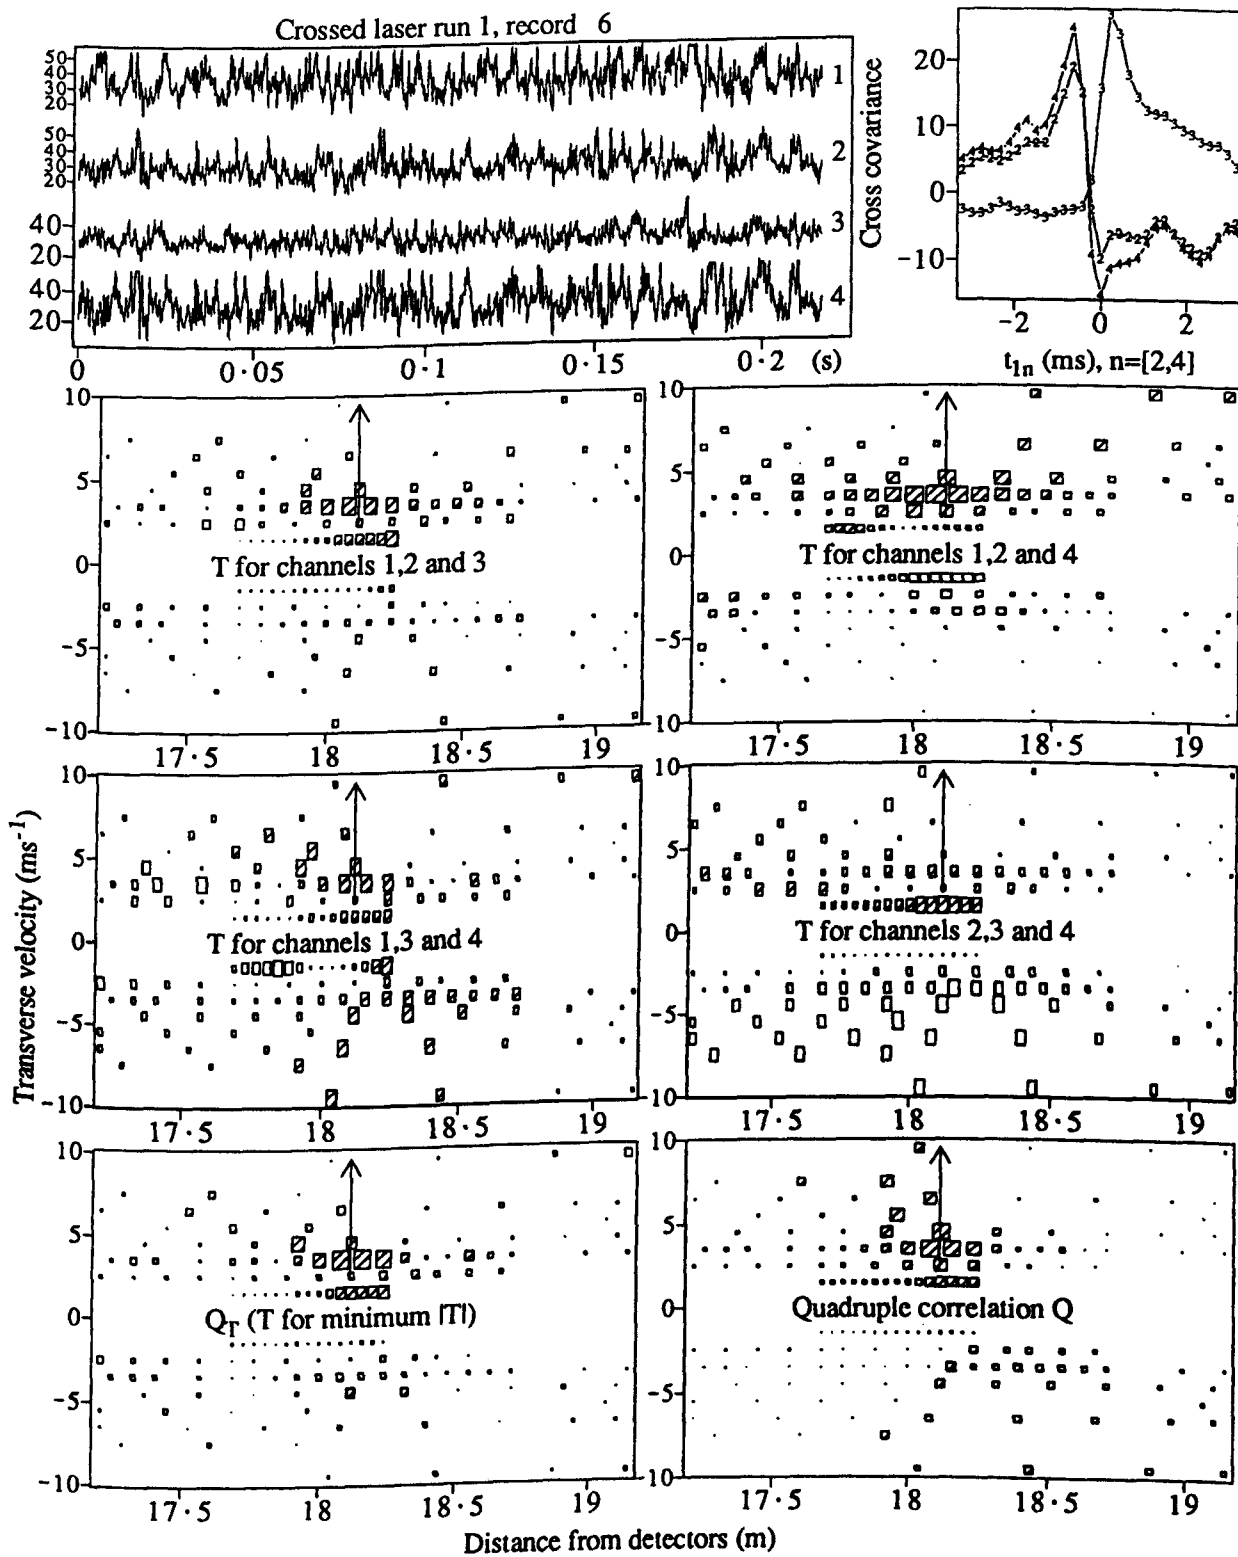 Crossed laser run 1, record 6
50
40
30
20
1
50
40
30
20
2
40
20
3
40
20
4
0 0·05 0·1 0·15 0·2 (s)
Cross covariance
20
10
0
-10
-2 0 2
t1n (ms), n=[2,4]
10
5
0
-5
-10
T for channels 1,2 and 3
17·5 18 18·5 19
10
5
0
-5
-10
T for channels 1,2 and 4
17·5 18 18·5 19
Transverse velocity (ms-1)
10
5
0
-5
-10
T for channels 1,3 and 4
17·5 18 18·5 19
10
5
0
-5
-10
T for channels 2,3 and 4
17·5 18 18·5 19
10
5
0
-5
-10
QT (T for minimum |T|)
17·5 18 18·5 19
10
5
0
-5
-10
Quadruple correlation Q
17·5 18 18·5 19
Distance from detectors (m)